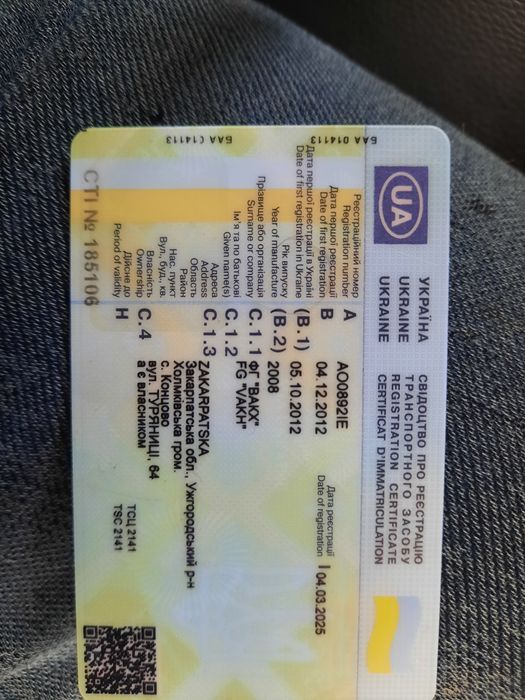 UA
УКРАЇНА
UKRAINE
UKRAINE
СВІДОЦТВО ПРО РЕЄСТРАЦІЮ
ТРАНСПОРТНОГО ЗАСОБУ
REGISTRATION CERTIFICATE
CERTIFICAT D'IMMATRICULATION
Реєстраційний номер
Registration number A AO0892IE
Дата першої реєстрації
Date of first registration B 04.12.2012
Дата реєстрації
Date of registration I 04.03.2025
Дата першої реєстрації в Україні
Date of first registration in Ukraine (B.1) 05.10.2012
Рік випуску
Year of manufacture (B.2) 2008
Прізвище або організація
Surname or company C.1.1 ФГ "ВАКХ"
FG "VAKH"
Ім'я та по батькові
Given name(s) C.1.2
Адреса
Address C.1.3 ZAKARPATSKA
Область Закарпатська обл., Ужгородський р-н
Район Холмківська гром.
Нас. пункт с. Концово
Вул., буд., кв. вул. ТУРЯНИЦІ, 64
Власність
Ownership C.4 а є власником
Дійсне до
Period of validity H
ТСЦ 2141
TSC 2141
СТІ № 185106
БАА 014113
БАА 014113